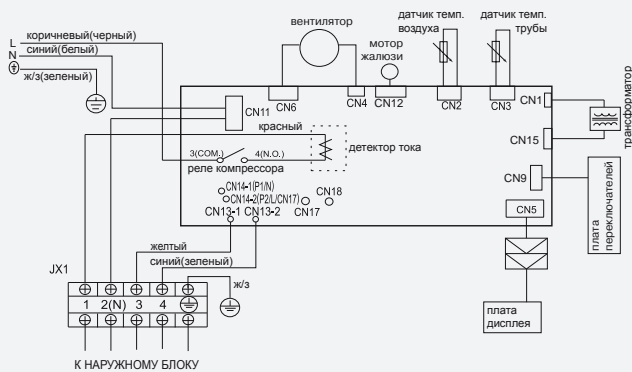 вентилятор
датчик темп.
воздуха
датчик темп.
трубы
мотор
жалюзи
L
коричневый(черный)
N
синий(белый)
ж/з(зеленый)
CN6
CN4
CN12
CN2
CN3
CN1
трансформатор
CN11
красный
CN15
детектор тока
3(COM.)
4(N.O.)
реле компрессора
CN9
плата
переключателей
CN14-1(P1/N)
CN14-2(P2/L/CN17)
CN18
CN13-1
CN13-2
CN17
CN5
желтый
синий(зеленый)
JX1
ж/з
1
2(N)
3
4
плата
дисплея
К НАРУЖНОМУ БЛОКУ